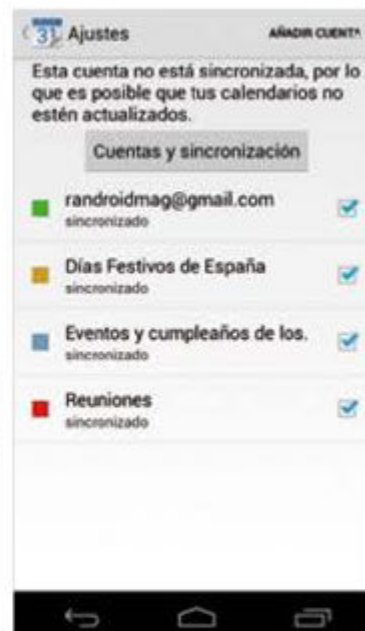 31 Ajustes AÑADIR CUENTA
Esta cuenta no está sincronizada, por lo
que es posible que tus calendarios no
estén actualizados.
Cuentas y sincronización
randroidmag@gmail.com
sincronizado
Días Festivos de España
sincronizado
Eventos y cumpleaños de los.
sincronizado
Reuniones
sincronizado